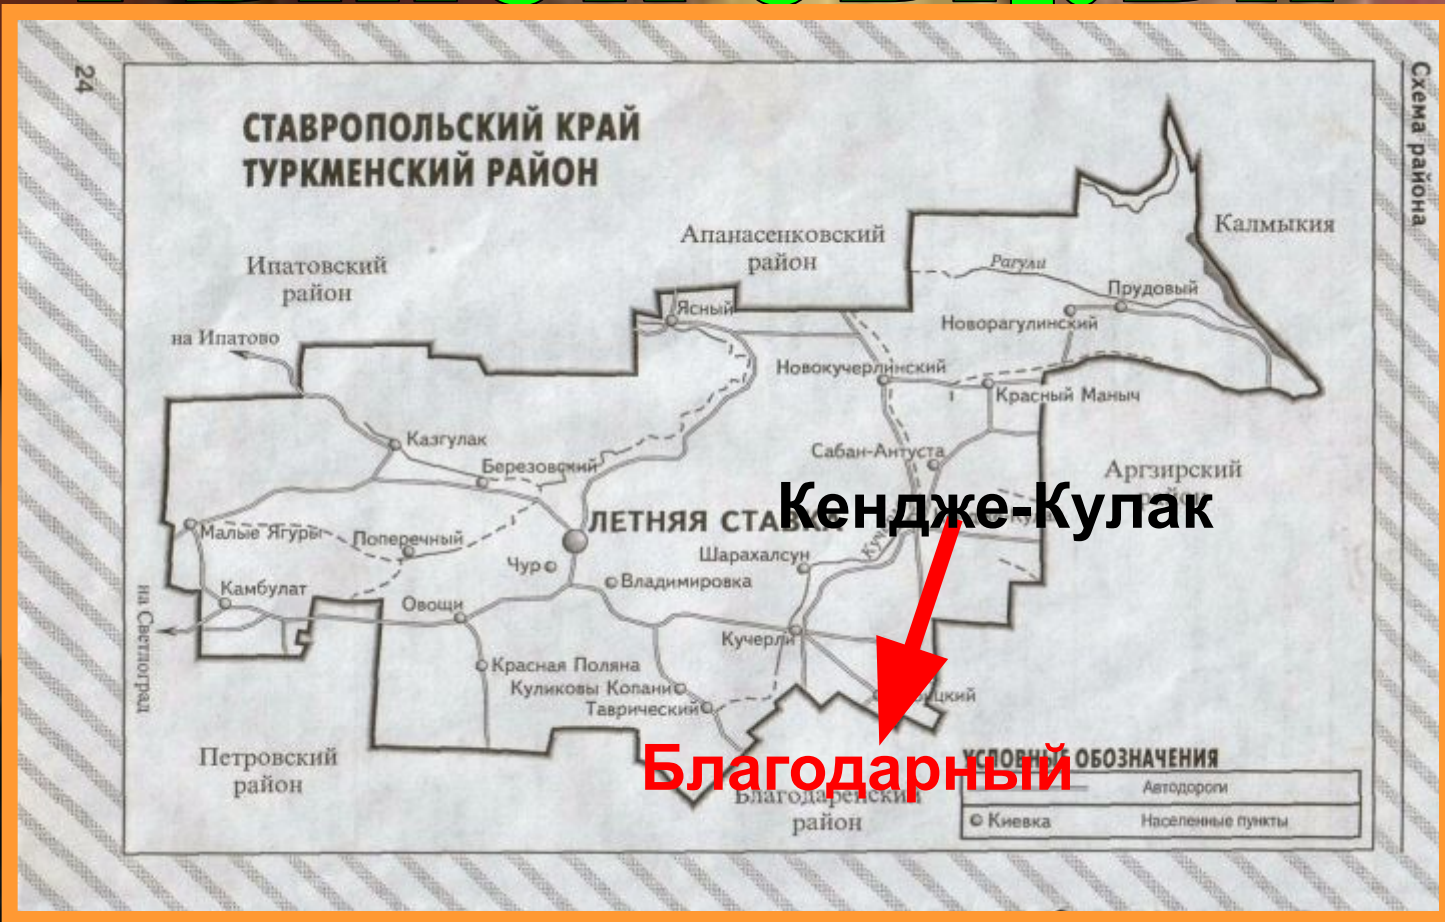 24
Схема района
СТАВРОПОЛЬСКИЙ КРАЙ
ТУРКМЕНСКИЙ РАЙОН
Апанасенковский
район
Калмыкия
Ипатовский
район
Рагули
Прудовый
Ясный
Новорагулинский
на Ипатово
Новокучерлинский
Красный Маныч
Казгулак
Сабан-Антуста
Березовский
Аргзирский
Кендже-Кулак
ЛЕТНЯЯ СТАВКА
Малые Ягуры
Поперечный
Шарахалсун
Чур
Владимировка
Камбулат
Овощи
на Светлоград
Кучерли
Красная Поляна
Куликовы Копани
Таврический
Петровский
район
Благодарный
Благодаренский
район
УСЛОВНЫЕ ОБОЗНАЧЕНИЯ
Автодороги
Киевка
Населенные пункты